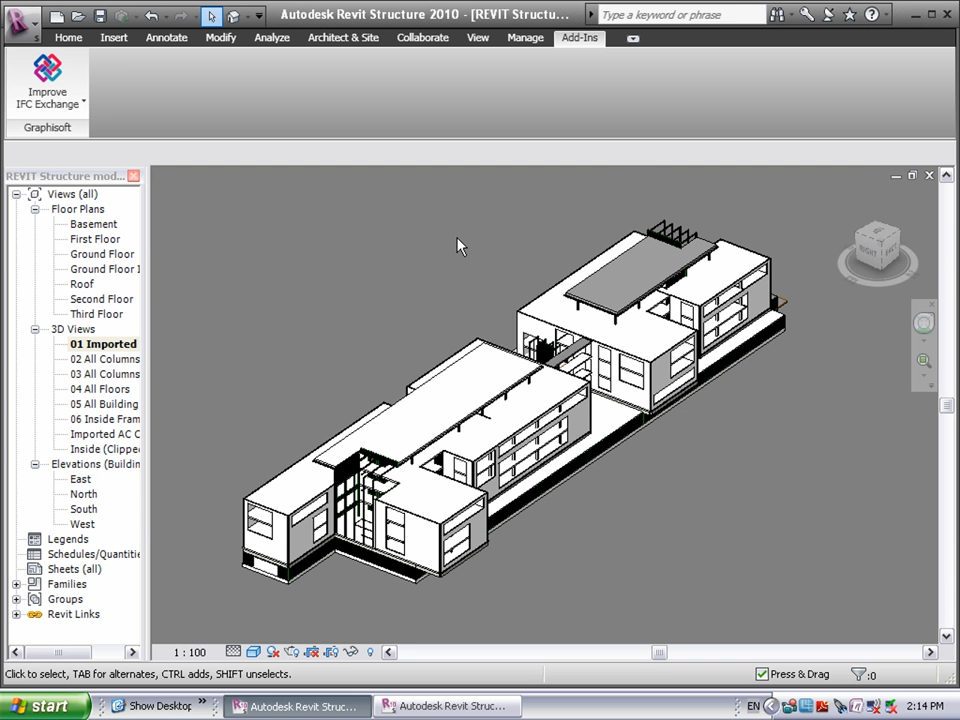 Autodesk Revit Structure 2010 - [REVIT Structu...
Type a keyword or phrase
Home Insert Annotate Modify Analyze Architect & Site Collaborate View Manage Add-Ins
Improve
IFC Exchange
Graphisoft
REVIT Structure mod...
Views (all)
Floor Plans
Basement
First Floor
Ground Floor
Ground Floor I
Roof
Second Floor
Third Floor
3D Views
01 Imported
02 All Columns
03 All Columns
04 All Floors
05 All Building
06 Inside Fram
Imported AC C
Inside (Clippe
Elevations (Buildin
East
North
South
West
Legends
Schedules/Quantitie
Sheets (all)
Families
Groups
Revit Links
RIGHT
1 : 100
Click to select, TAB for alternates, CTRL adds, SHIFT unselects.
Press & Drag
:0
start
Show Desktop
Autodesk Revit Struc...
Autodesk Revit Struc...
EN
2:14 PM